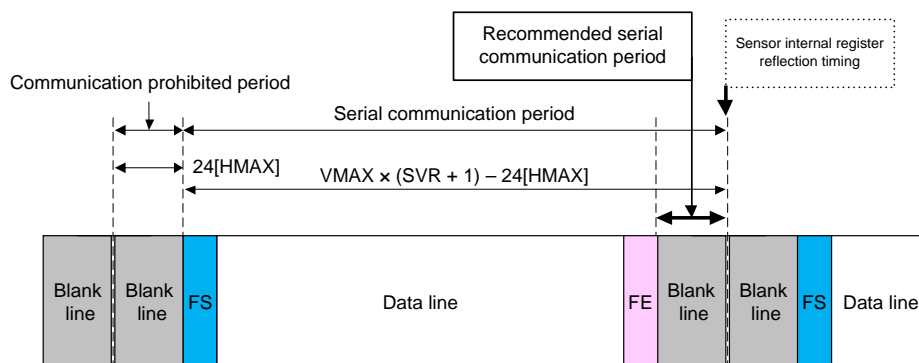 Recommended serial
communication period
Sensor internal register
reflection timing
Communication prohibited period
Serial communication period
24[HMAX]
VMAX × (SVR + 1) – 24[HMAX]
Blank
line
Blank
line
FS
Data line
FE
Blank
line
Blank
line
FS
Data line